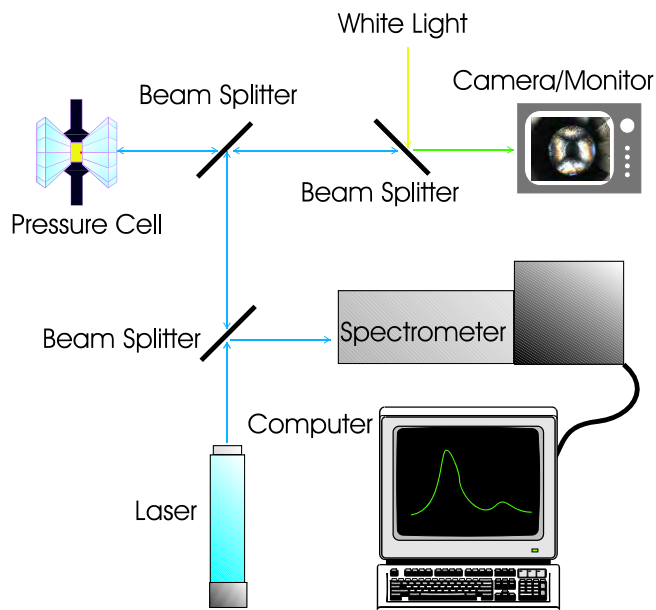 White Light
Camera/Monitor
Beam Splitter
Beam Splitter
Pressure Cell
Beam Splitter
Spectrometer
Computer
Laser